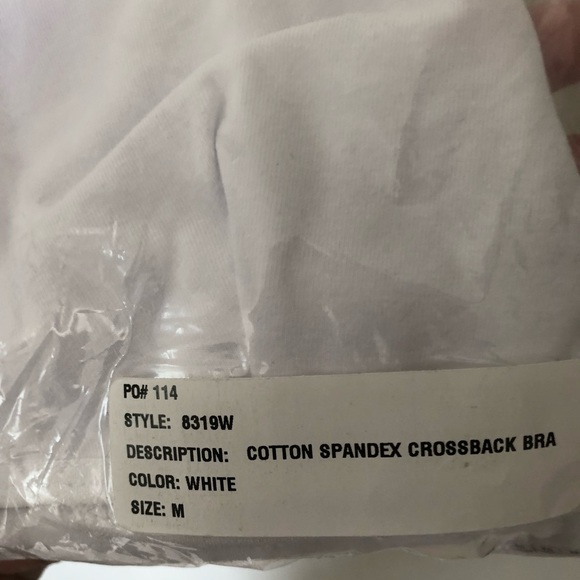 PO# 114
STYLE: 8319W
DESCRIPTION: COTTON SPANDEX CROSSBACK BRA
COLOR: WHITE
SIZE: M